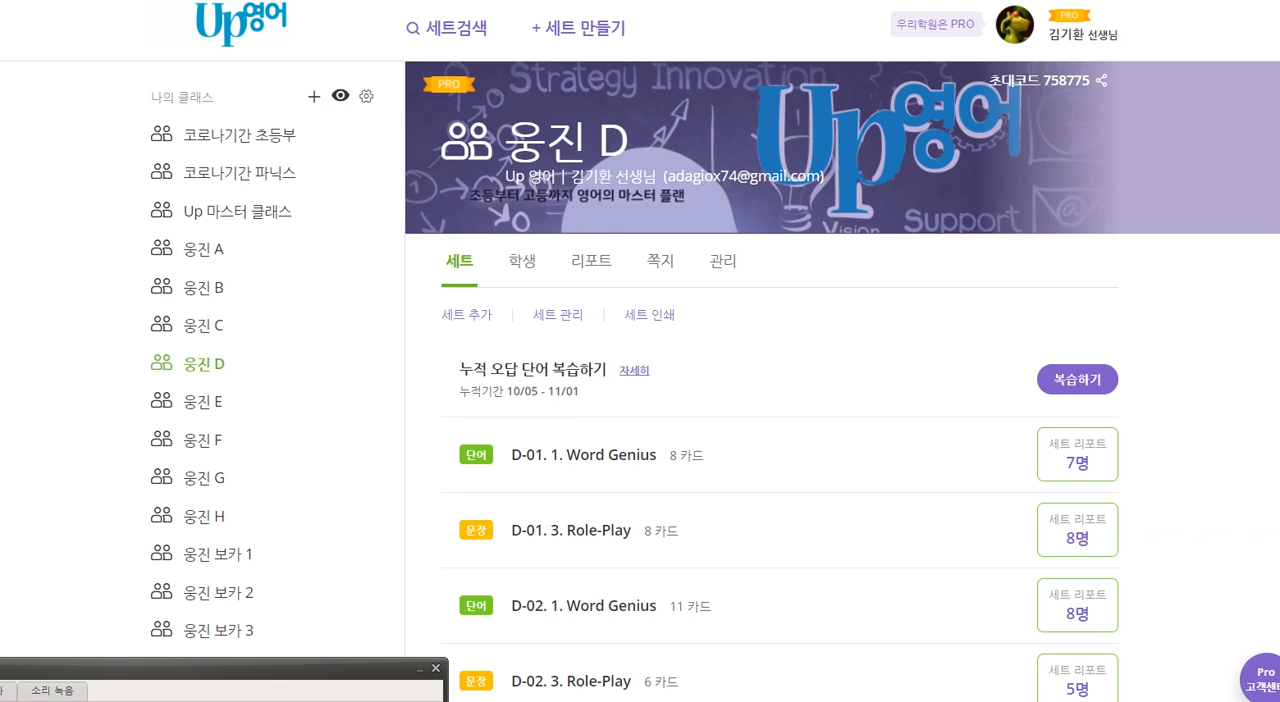 Up영어
세트검색
+ 세트 만들기
우리학원은 PRO
PRO
김기환 선생님
나의 클래스
코로나기간 초등부
코로나기간 파닉스
Up 마스터 클래스
웅진 A
웅진 B
웅진 C
웅진 D
웅진 E
웅진 F
웅진 G
웅진 H
웅진 보카 1
웅진 보카 2
웅진 보카 3
소리 녹음
PRO
Strategy Innovation
초대코드 758775
Up영어
웅진 D
Up 영어 | 김기환 선생님 (adagiox74@gmail.com)
초등부터 고등까지 영어의 마스터 플랜
Support
Vision
세트 학생 리포트 쪽지 관리
세트 추가 | 세트 관리 | 세트 인쇄
누적 오답 단어 복습하기 자세히
누적기간 10/05 - 11/01
복습하기
단어 D-01. 1. Word Genius 8 카드
세트 리포트
7명
문장 D-01. 3. Role-Play 8 카드
세트 리포트
8명
단어 D-02. 1. Word Genius 11 카드
세트 리포트
8명
문장 D-02. 3. Role-Play 6 카드
세트 리포트
5명
Pro
고객센